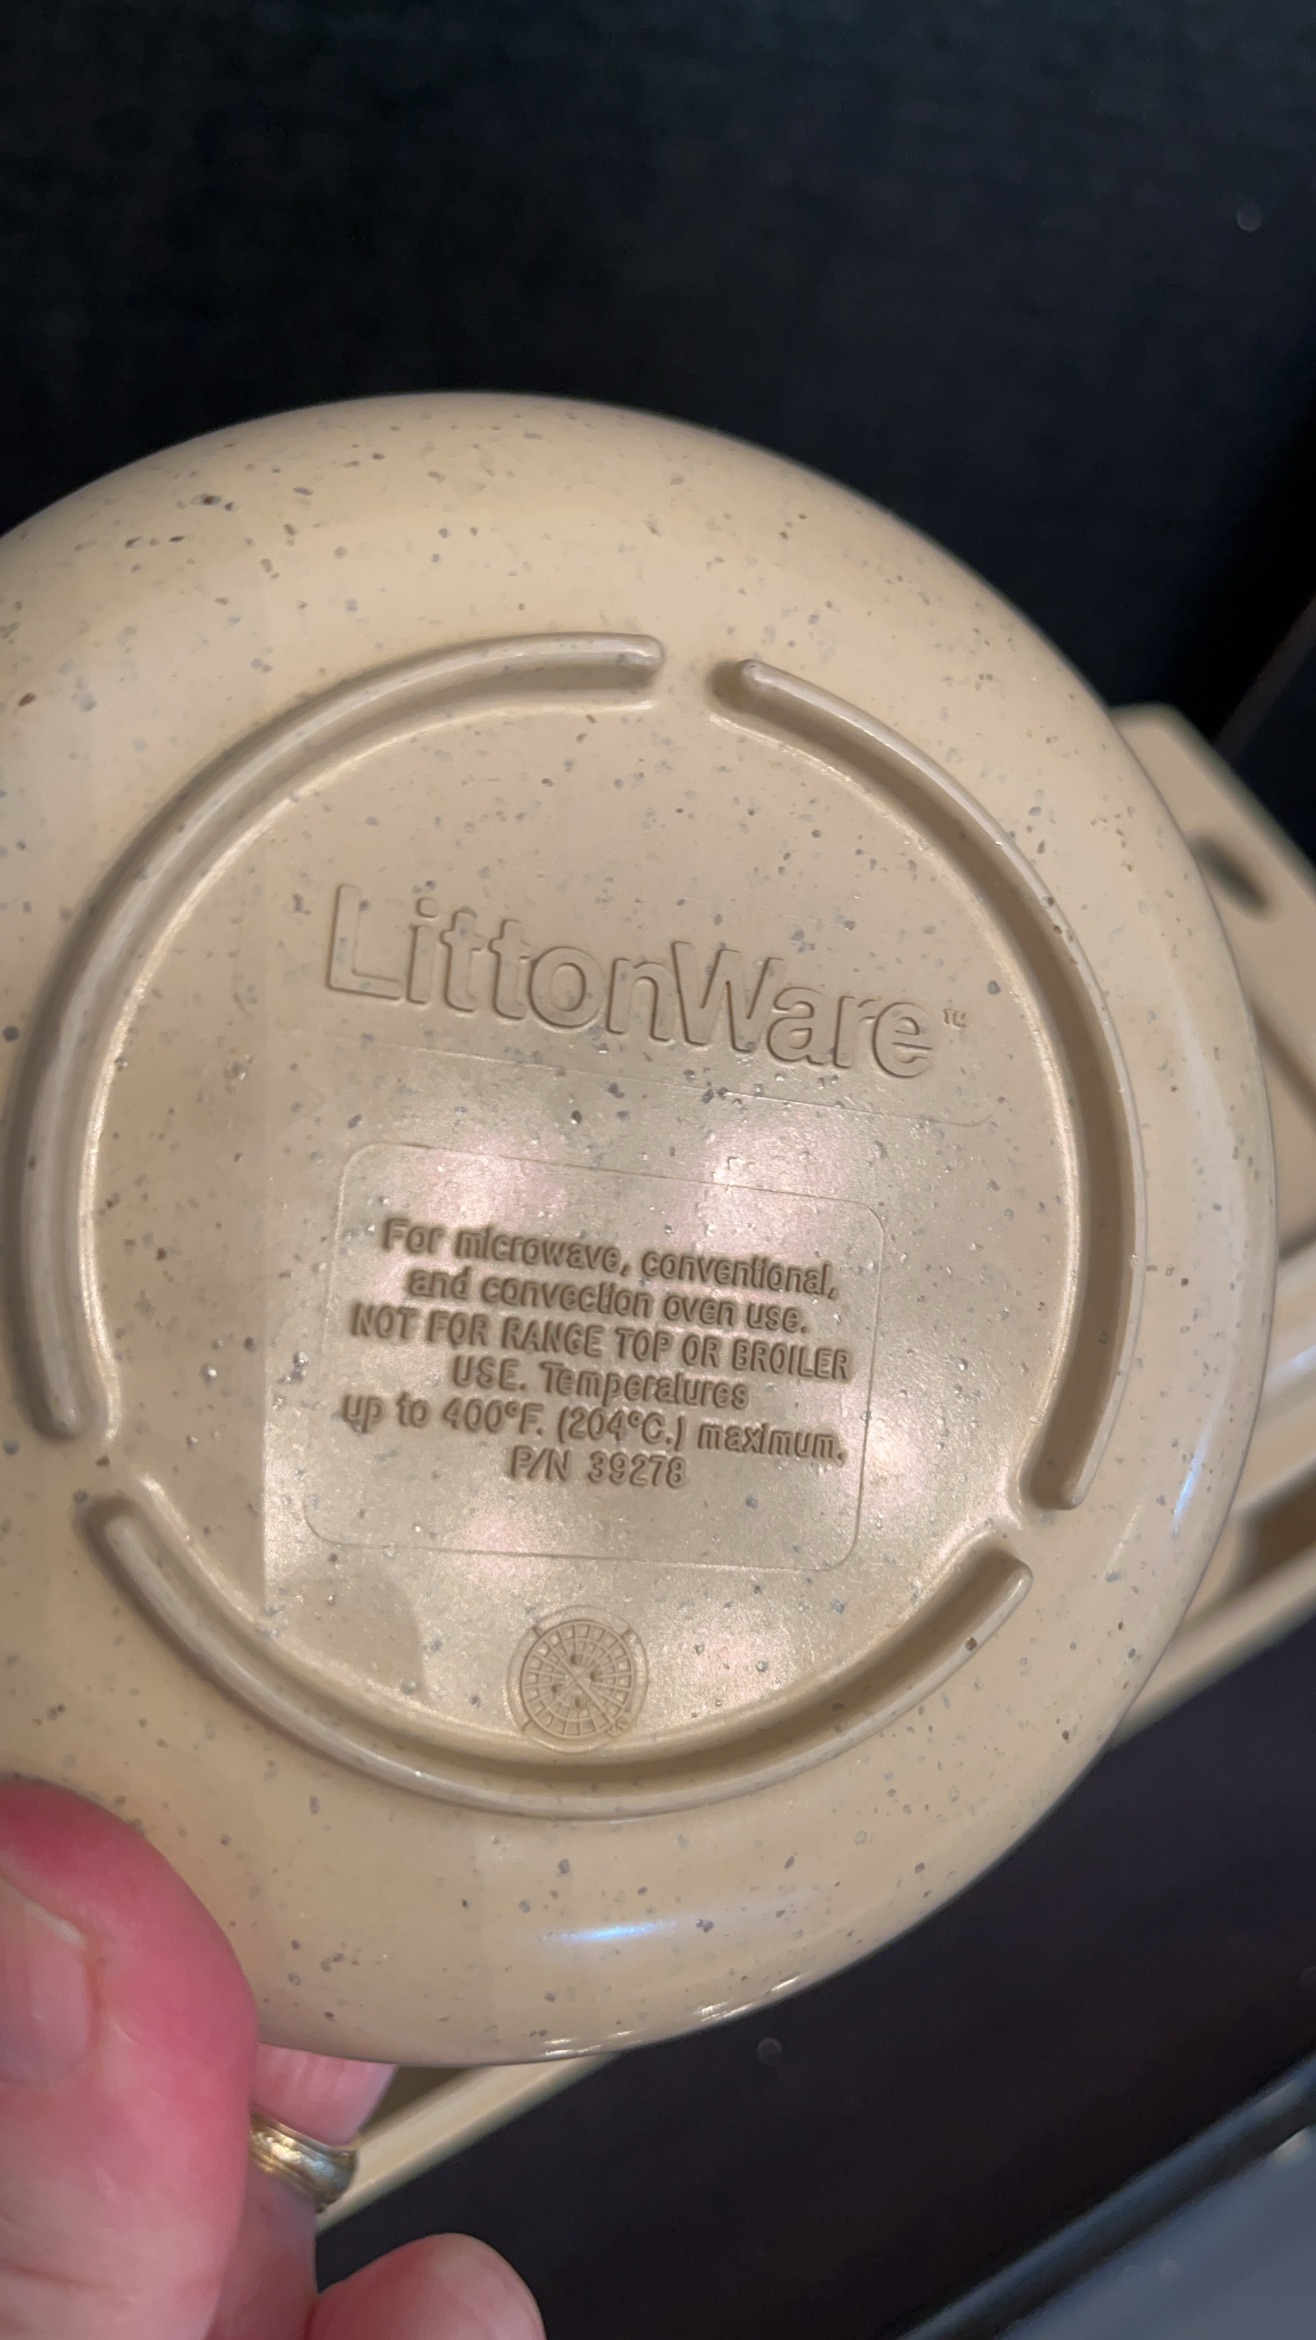 LittonWare™
For microwave, conventional,
and convection oven use.
NOT FOR RANGE TOP OR BROILER
USE. Temperatures
up to 400°F. (204°C.) maximum.
P/N 39278